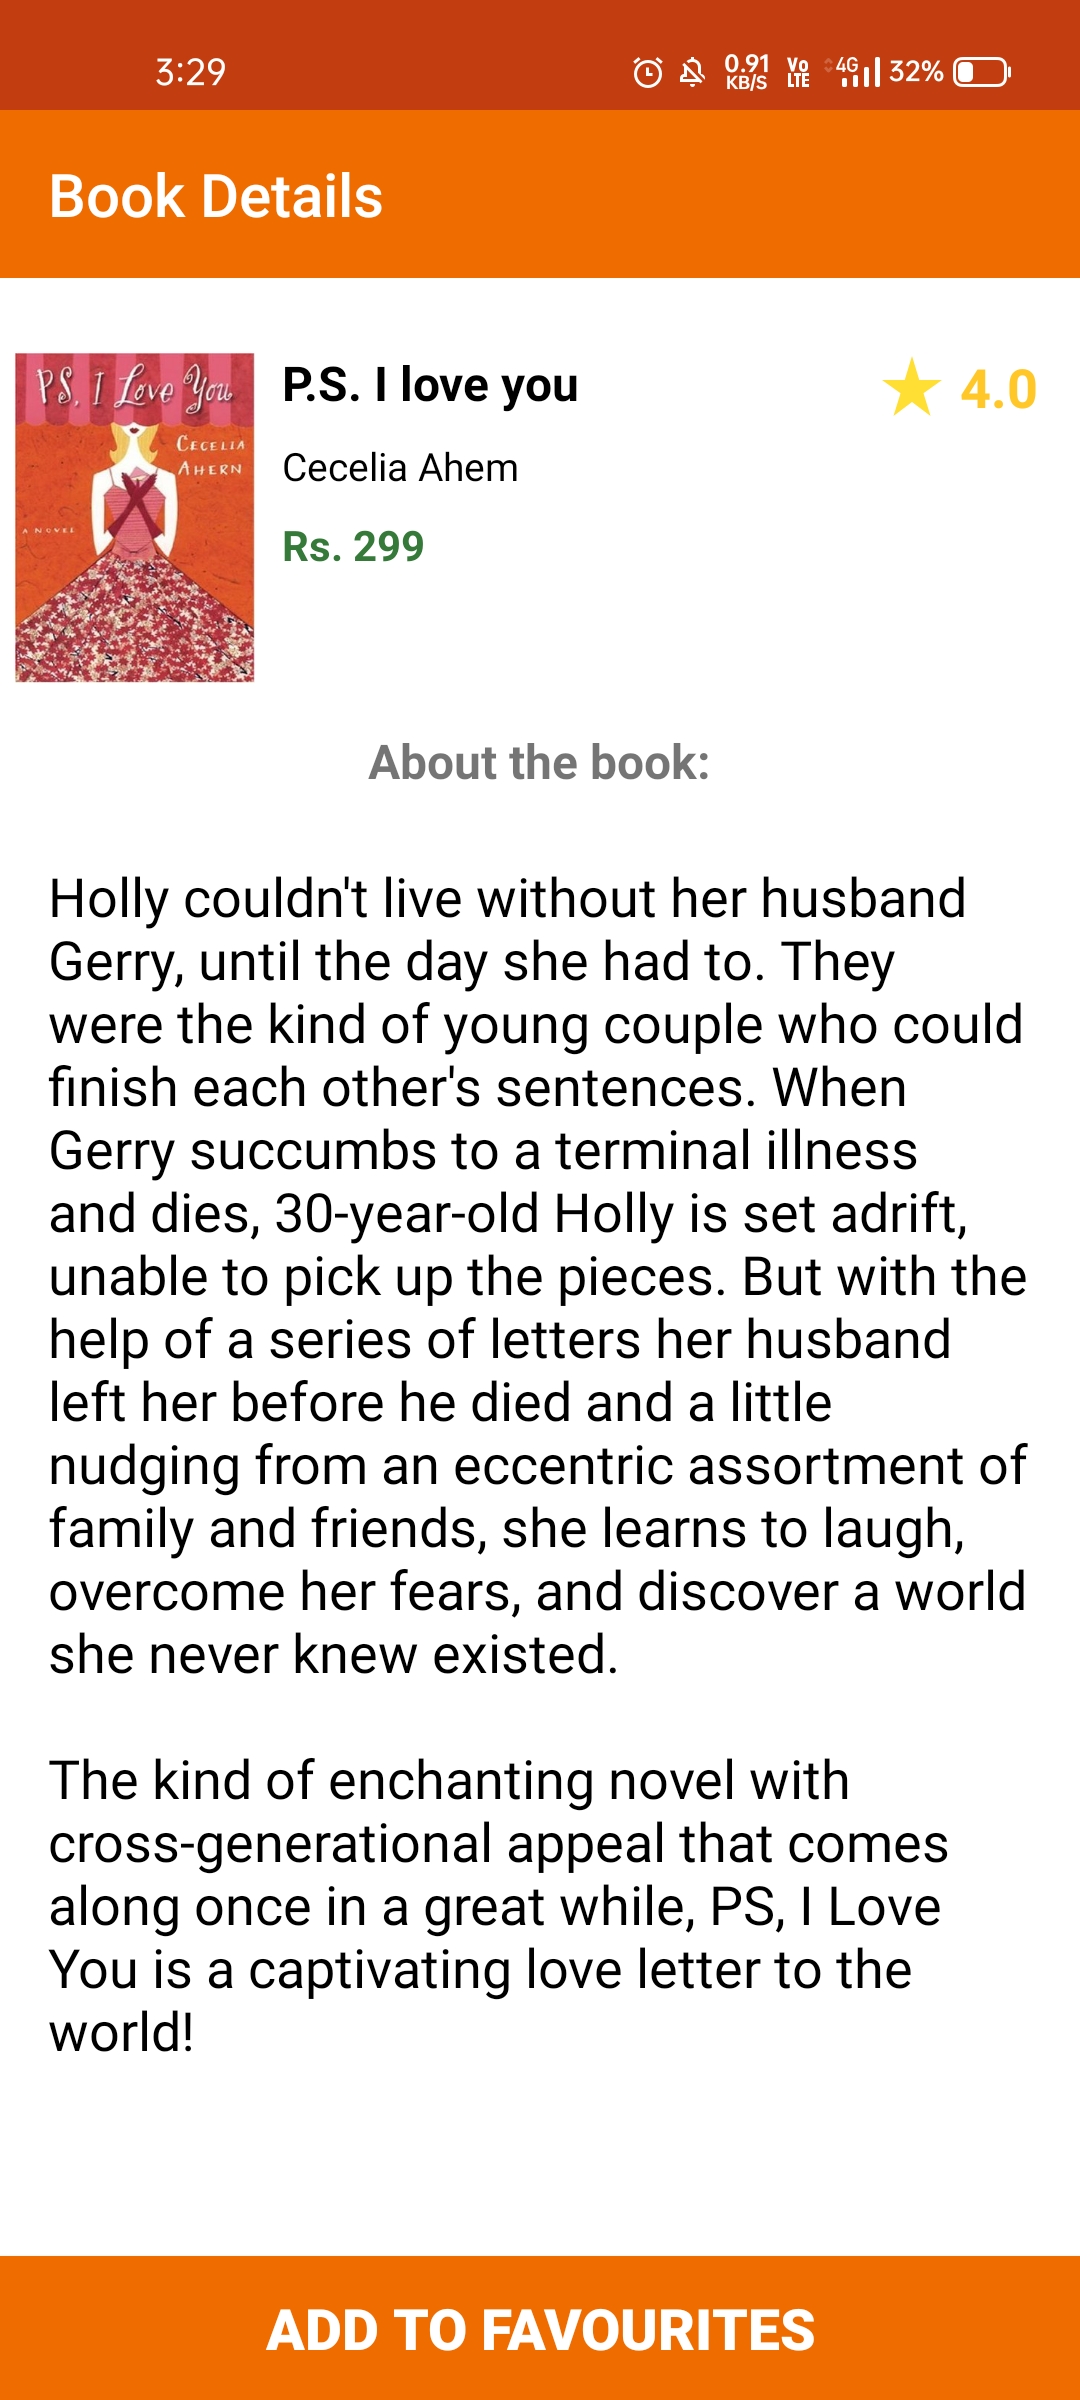 3:29
0.91
KB/S
Vo
LTE
4G
32%
Book Details
PS, I Love You
CECELIA
AHERN
A NOVEL
P.S. I love you
4.0
Cecelia Ahem
Rs. 299
About the book:
Holly couldn't live without her husband
Gerry, until the day she had to. They
were the kind of young couple who could
finish each other's sentences. When
Gerry succumbs to a terminal illness
and dies, 30-year-old Holly is set adrift,
unable to pick up the pieces. But with the
help of a series of letters her husband
left her before he died and a little
nudging from an eccentric assortment of
family and friends, she learns to laugh,
overcome her fears, and discover a world
she never knew existed.
The kind of enchanting novel with
cross-generational appeal that comes
along once in a great while, PS, I Love
You is a captivating love letter to the
world!
ADD TO FAVOURITES